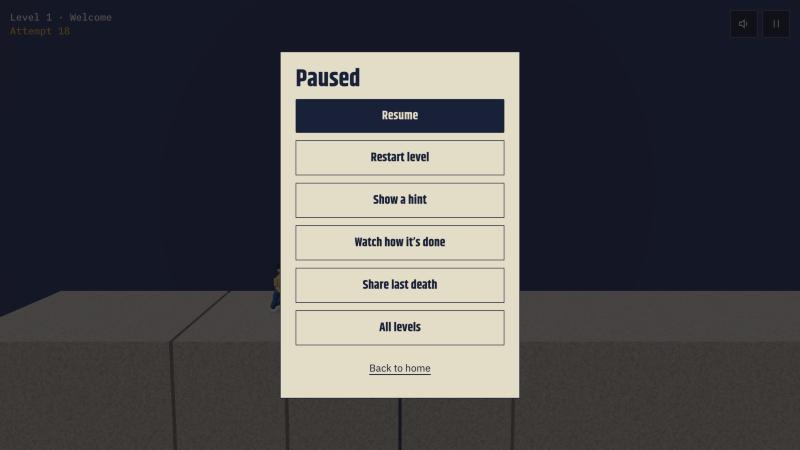 Level 1 · Welcome
Attempt 18
Paused
Resume
Restart level
Show a hint
Watch how it's done
Share last death
All levels
Back to home